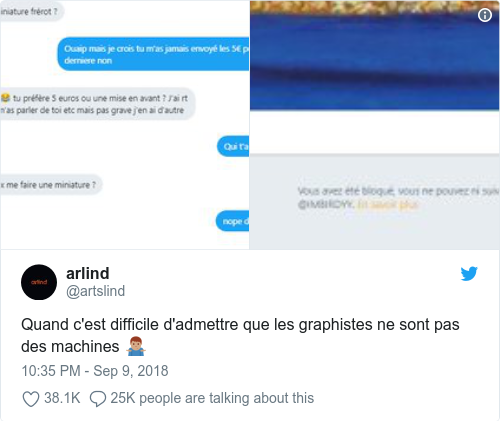 iniature frérot ?
Ouaip mais je crois tu m'as jamais envoyé les 5€ p
derniere non
😂 tu préfère 5 euros ou une mise en avant ? J'ai rt
n'as parler de toi etc mais pas grave j'en ai d'autre
Qui t'a
x me faire une miniature ?
nope d
Vous avez été bloqué, vous ne pouvez ni suiv
@IMBIRDYY. En savoir plus
arlind
arlind
@artslind
Quand c'est difficile d'admettre que les graphistes ne sont pas
des machines 🤷🏽‍♂️
10:35 PM - Sep 9, 2018
38.1K 25K people are talking about this